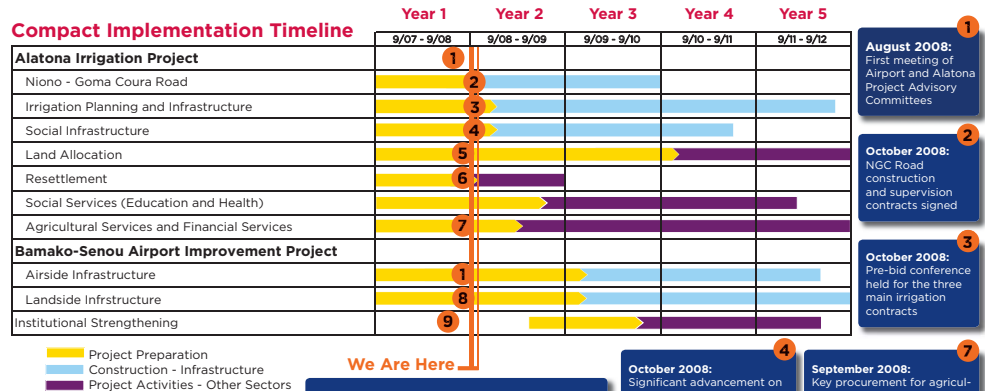 Compact Implementation Timeline
Year 1 Year 2 Year 3 Year 4 Year 5
9/07 - 9/08 9/08 - 9/09 9/09 - 9/10 9/10 - 9/11 9/11 - 9/12
Alatona Irrigation Project 1
Niono - Goma Coura Road 2
Irrigation Planning and Infrastructure 3
Social Infrastructure 4
Land Allocation 5
Resettlement 6
Social Services (Education and Health)
Agricultural Services and Financial Services 7
Bamako-Senou Airport Improvement Project
Airside Infrastructure 1
Landside Infrstructure 8
Institutional Strengthening 9
Project Preparation
Construction - Infrastructure
Project Activities - Other Sectors
We Are Here
1
August 2008:
First meeting of
Airport and Alatona
Project Advisory
Committees
2
October 2008:
NGC Road
construction
and supervision
contracts signed
3
October 2008:
Pre-bid conference
held for the three
main irrigation
contracts
4
October 2008:
Significant advancement on
7
September 2008:
Key procurement for agricul-